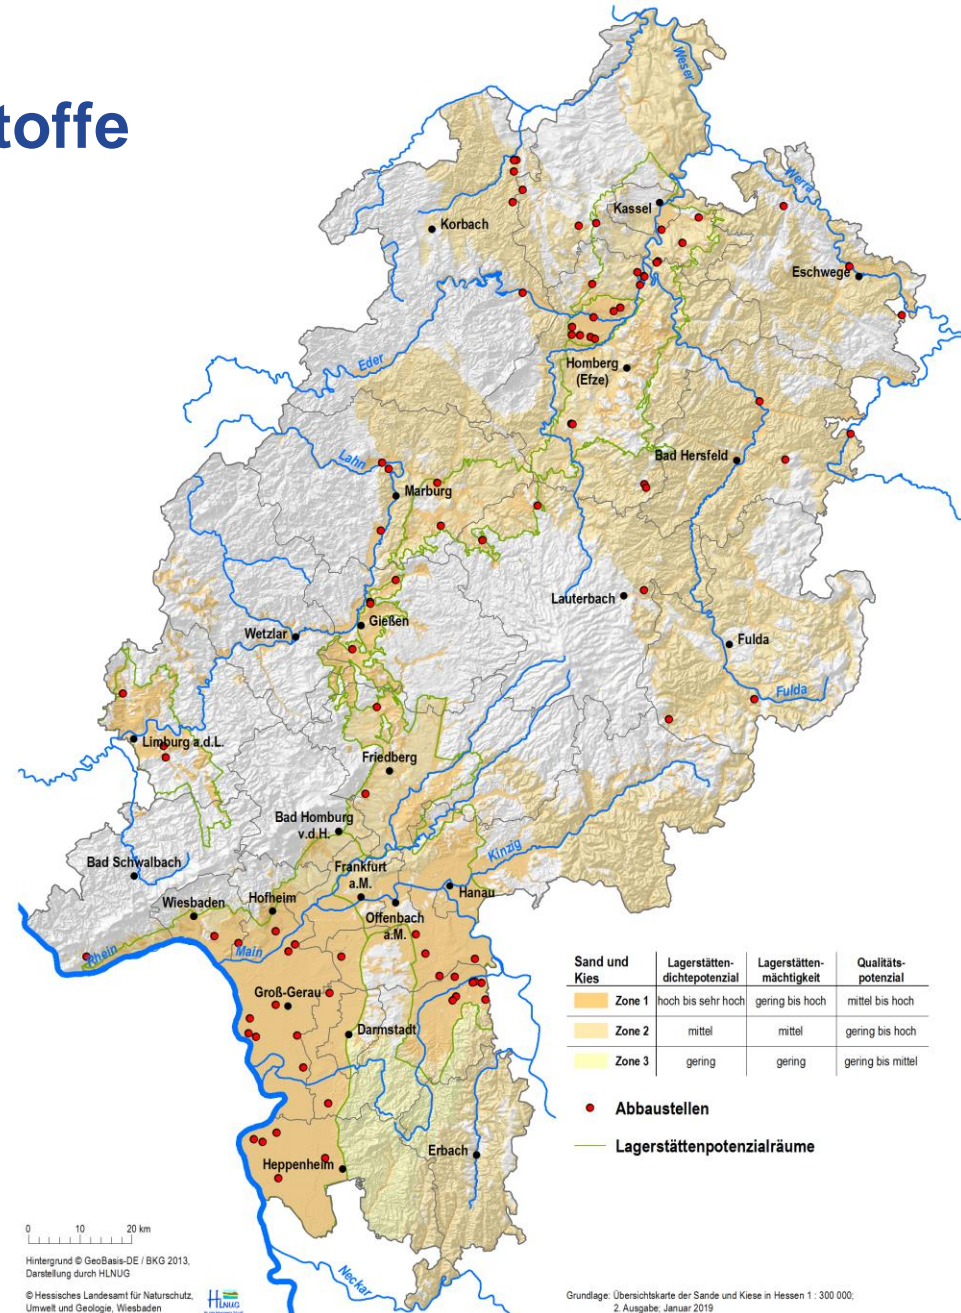 toffe
Weser
Werra
Kassel
Korbach
Eschwege
Eder
Homberg
(Efze)
Bad Hersfeld
Lahn
Marburg
Lauterbach
Gießen
Wetzlar
Fulda
Fulda
Limburg a.d.L.
Friedberg
Bad Homburg
v.d.H.
Kinzig
Bad Schwalbach
Frankfurt
a.M.
Hanau
Wiesbaden
Hofheim
Offenbach
a.M.
Rhein
Main
Groß-Gerau
Darmstadt
Erbach
Heppenheim
Neckar
Sand und Kies | Lagerstätten-dichtepotenzial | Lagerstätten-mächtigkeit | Qualitäts-potenzial
Zone 1 | hoch bis sehr hoch | gering bis hoch | mittel bis hoch
Zone 2 | mittel | mittel | gering bis hoch
Zone 3 | gering | gering | gering bis mittel
Abbaustellen
Lagerstättenpotenzialräume
0 10 20 km
Hintergrund © GeoBasis-DE / BKG 2013,
Darstellung durch HLNUG
© Hessisches Landesamt für Naturschutz,
Umwelt und Geologie, Wiesbaden
HLNUG
Grundlage: Übersichtskarte der Sande und Kiese in Hessen 1 : 300 000;
2. Ausgabe; Januar 2019